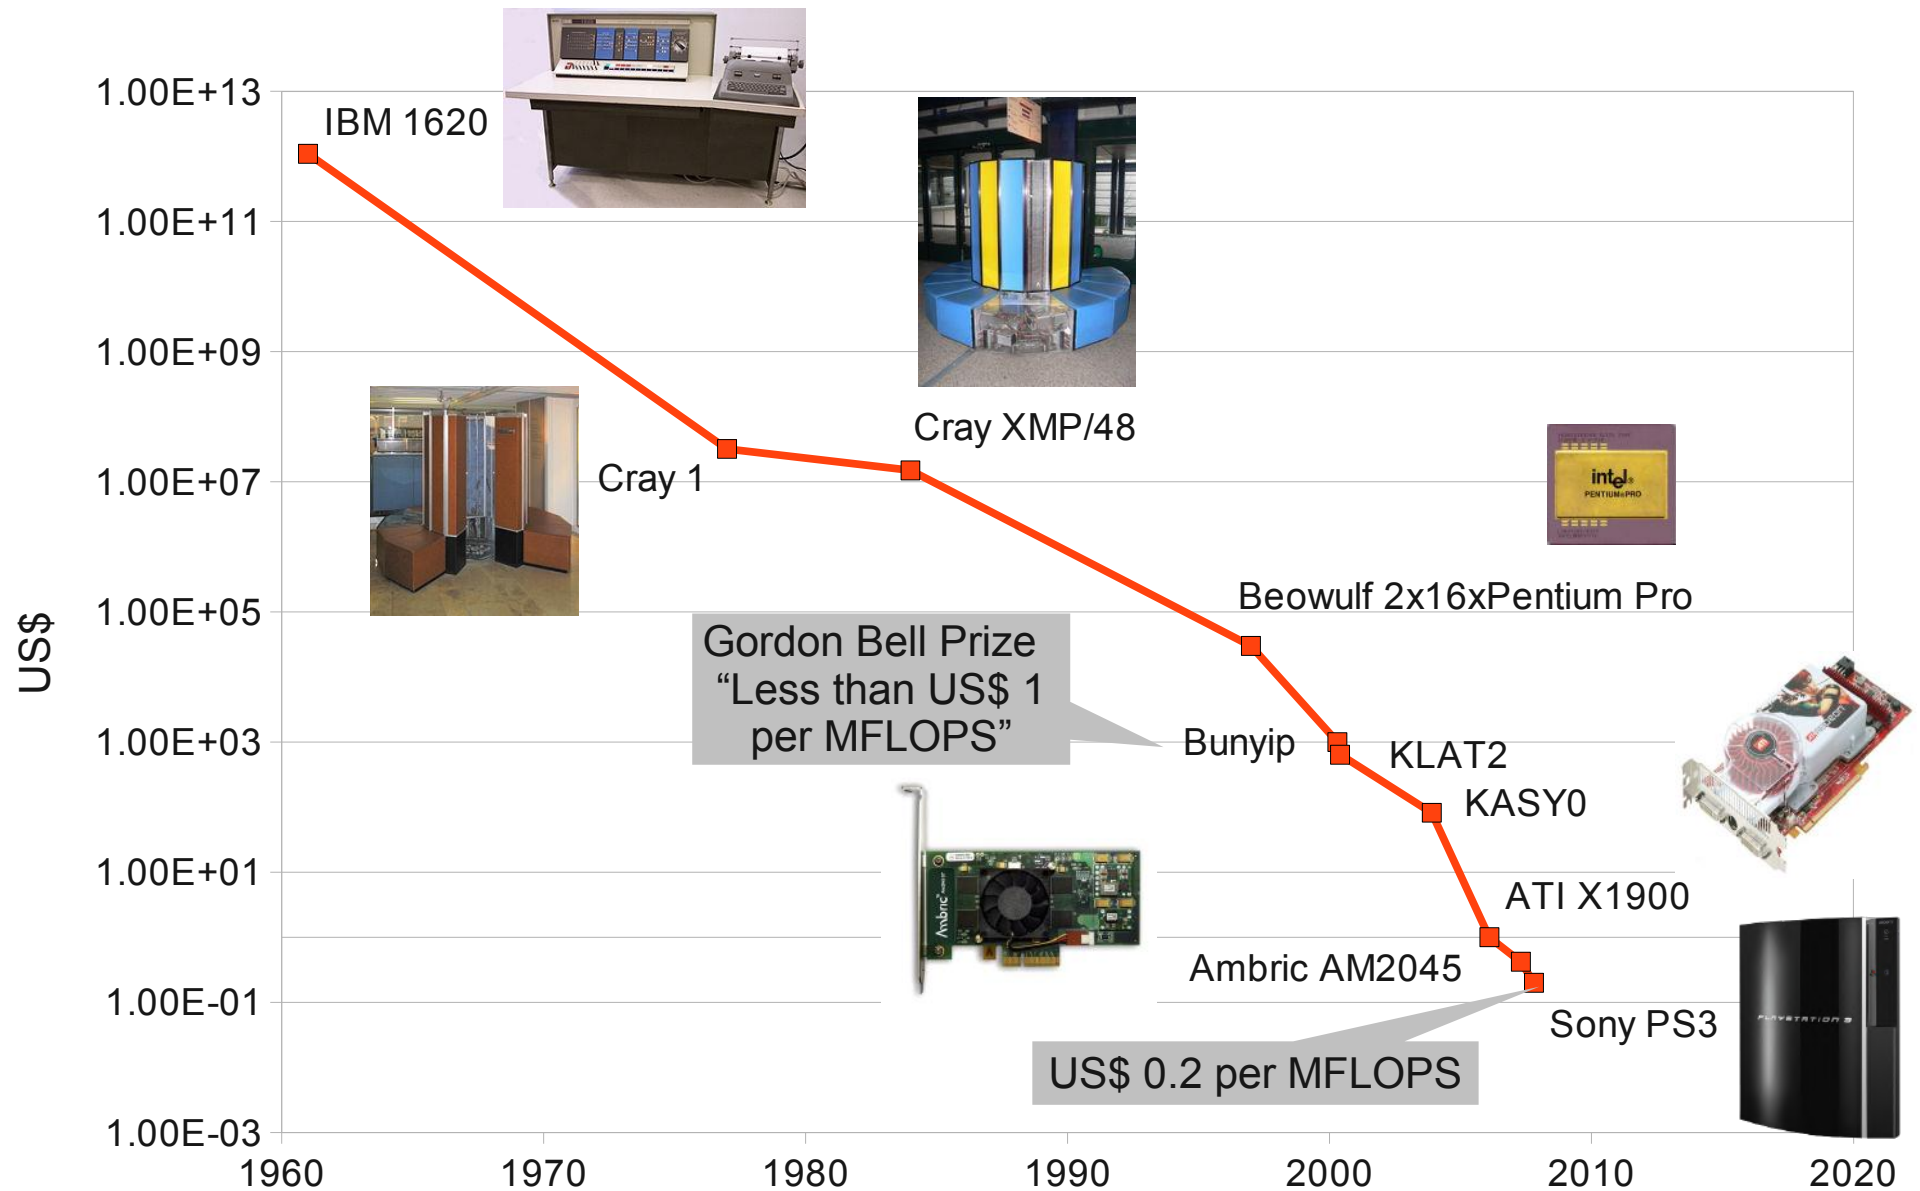 1.00E+13
1.00E+11
1.00E+09
1.00E+07
1.00E+05
1.00E+03
1.00E+01
1.00E-01
1.00E-03
US$
1960
1970
1980
1990
2000
2010
2020
IBM 1620
Cray 1
Cray XMP/48
intel®
PENTIUM®PRO
Beowulf 2x16xPentium Pro
Gordon Bell Prize
“Less than US$ 1
per MFLOPS”
Bunyip
KLAT2
KASY0
Ambric
ATI X1900
Ambric AM2045
Sony PS3
PLAYSTATION 3
US$ 0.2 per MFLOPS